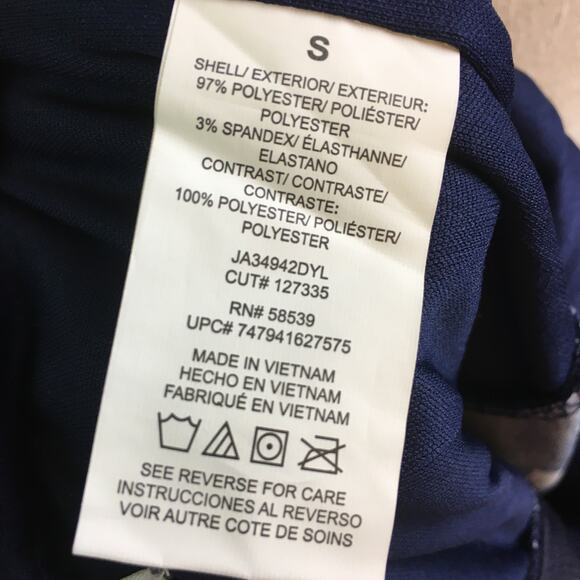 S
SHELL/ EXTERIOR/ EXTERIEUR:
97% POLYESTER/ POLIÉSTER/
POLYESTER
3% SPANDEX/ ÉLASTHANNE/
ELASTANO
CONTRAST/ CONTRASTE/
CONTRASTE:
100% POLYESTER/ POLIÉSTER/
POLYESTER
JA34942DYL
CUT# 127335
RN# 58539
UPC# 747941627575
MADE IN VIETNAM
HECHO EN VIETNAM
FABRIQUÉ EN VIETNAM
SEE REVERSE FOR CARE
INSTRUCCIONES AL REVERSO
VOIR AUTRE COTE DE SOINS